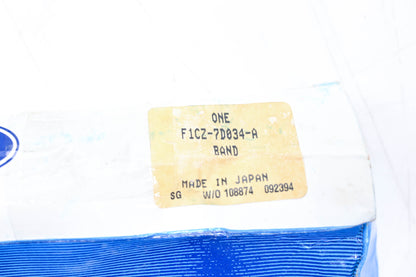 ONE
F1CZ-7D034-A
BAND
MADE IN JAPAN
SG W/O 108874 092394